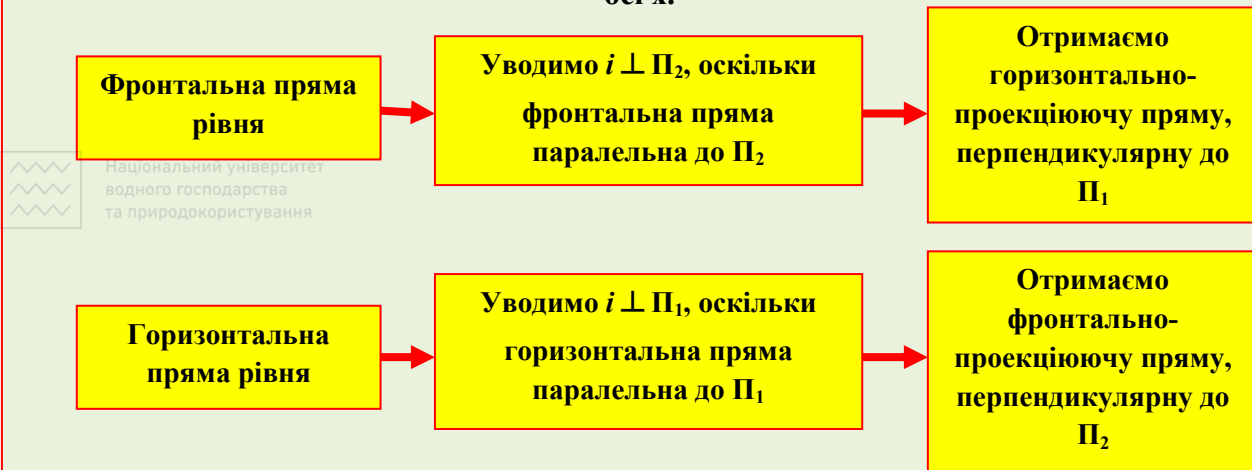 осі x.
Фронтальна пряма
рівня
Уводимо i ⊥ П₂, оскільки
фронтальна пряма
паралельна до П₂
Отримаємо
горизонтально-
проекціюючу пряму,
перпендикулярну до
П₁
Національний університет
водного господарства
та природокористування
Горизонтальна
пряма рівня
Уводимо i ⊥ П₁, оскільки
горизонтальна пряма
паралельна до П₁
Отримаємо
фронтально-
проекціюючу пряму,
перпендикулярну до
П₂